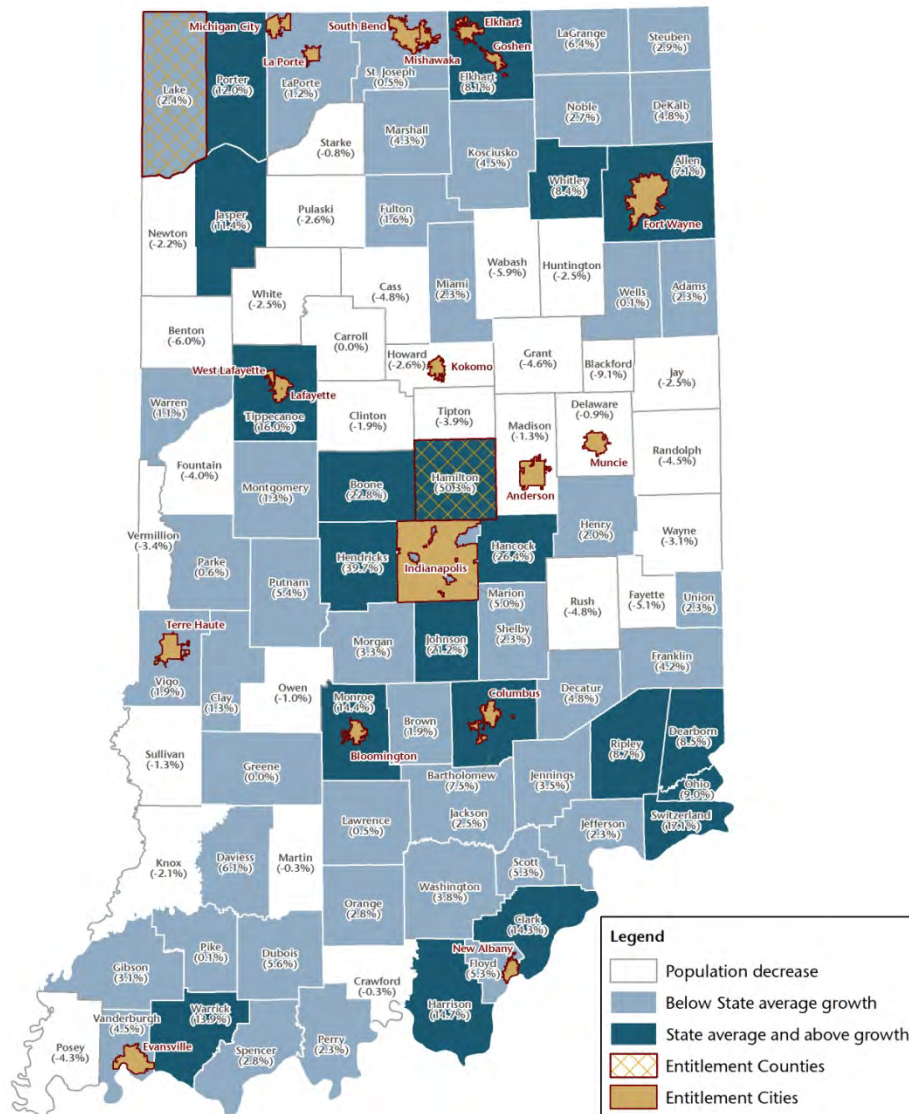 Michigan City
South Bend
Elkhart
Goshen
La Porte
Mishawaka
LaGrange
(6.4%)
Steuben
(2.9%)
Lake
(2.4%)
Porter
(12.0%)
LaPorte
(1.2%)
St. Joseph
(0.5%)
Elkhart
(8.1%)
Noble
(2.7%)
DeKalb
(4.8%)
Starke
(-0.8%)
Marshall
(4.3%)
Kosciusko
(4.5%)
Whitley
(8.4%)
Allen
(7.1%)
Fort Wayne
Newton
(-2.2%)
Jasper
(11.4%)
Pulaski
(-2.6%)
Fulton
(1.6%)
Wabash
(-5.9%)
Huntington
(-2.5%)
White
(-2.5%)
Cass
(-4.8%)
Miami
(2.3%)
Wells
(0.1%)
Adams
(2.3%)
Benton
(-6.0%)
Carroll
(0.0%)
Howard
(-2.6%)
Kokomo
Grant
(-4.6%)
Blackford
(-9.1%)
Jay
(-2.5%)
West Lafayette
Lafayette
Tippecanoe
(16.0%)
Warren
(1.1%)
Clinton
(-1.9%)
Tipton
(-3.9%)
Madison
(-1.3%)
Anderson
Delaware
(-0.9%)
Muncie
Randolph
(-4.5%)
Fountain
(-4.0%)
Montgomery
(1.3%)
Boone
(22.8%)
Hamilton
(50.3%)
Henry
(2.0%)
Wayne
(-3.1%)
Vermillion
(-3.4%)
Parke
(0.6%)
Putnam
(5.4%)
Hendricks
(39.7%)
Indianapolis
Hancock
(26.4%)
Marion
(5.0%)
Rush
(-4.8%)
Fayette
(-5.1%)
Union
(2.3%)
Terre Haute
Vigo
(1.9%)
Clay
(1.3%)
Owen
(-1.0%)
Morgan
(3.3%)
Johnson
(21.2%)
Shelby
(2.3%)
Franklin
(4.2%)
Monroe
(14.4%)
Bloomington
Brown
(1.9%)
Columbus
Decatur
(4.8%)
Sullivan
(-1.3%)
Greene
(0.0%)
Bartholomew
(7.5%)
Jennings
(3.5%)
Ripley
(8.7%)
Dearborn
(8.5%)
Ohio
(9.0%)
Switzerland
(17.1%)
Lawrence
(0.5%)
Jackson
(2.5%)
Jefferson
(2.3%)
Knox
(-2.1%)
Daviess
(6.1%)
Martin
(-0.3%)
Orange
(2.8%)
Washington
(3.8%)
Scott
(5.3%)
Clark
(14.3%)
New Albany
Floyd
(5.3%)
Harrison
(14.7%)
Gibson
(3.1%)
Pike
(0.1%)
Dubois
(5.6%)
Crawford
(-0.3%)
Posey
(-4.3%)
Vanderburgh
(4.5%)
Evansville
Warrick
(13.9%)
Spencer
(2.8%)
Perry
(2.3%)
Legend
Population decrease
Below State average growth
State average and above growth
Entitlement Counties
Entitlement Cities